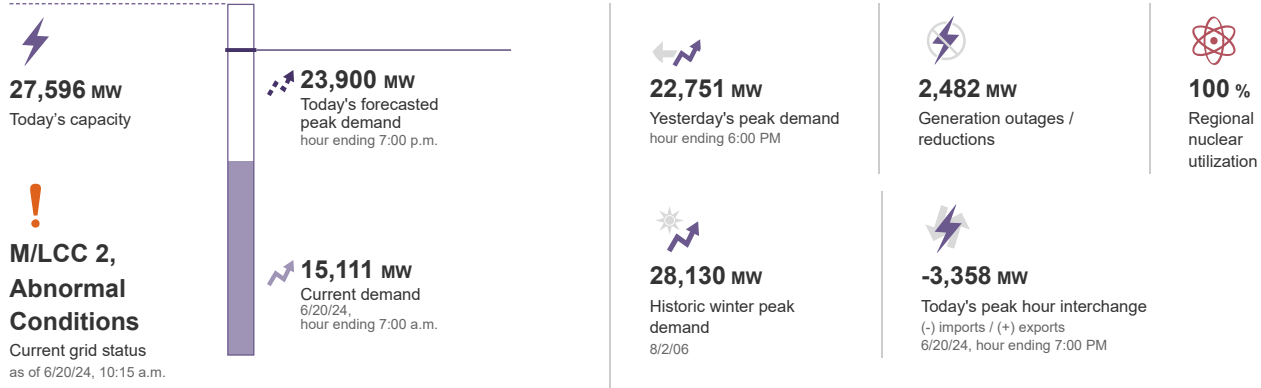 27,596 MW
Today's capacity
M/LCC 2,
Abnormal
Conditions
Current grid status
as of 6/20/24, 10:15 a.m.
23,900 MW
Today's forecasted
peak demand
hour ending 7:00 p.m.
15,111 MW
Current demand
6/20/24,
hour ending 7:00 a.m.
22,751 MW
Yesterday's peak demand
hour ending 6:00 PM
2,482 MW
Generation outages /
reductions
100 %
Regional
nuclear
utilization
28,130 MW
Historic winter peak
demand
8/2/06
-3,358 MW
Today's peak hour interchange
(-) imports / (+) exports
6/20/24, hour ending 7:00 PM